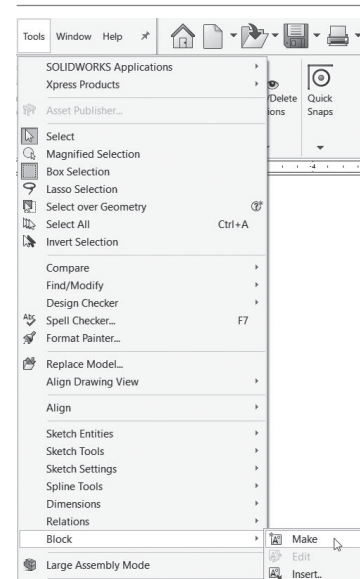 Tools Window Help
SOLIDWORKS Applications
Xpress Products
Asset Publisher...
Select
Magnified Selection
Box Selection
Lasso Selection
Select over Geometry
Select All Ctrl+A
Invert Selection
Compare
Find/Modify
Design Checker
Spell Checker... F7
Format Painter...
Replace Model...
Align Drawing View
Align
Sketch Entities
Sketch Tools
Sketch Settings
Spline Tools
Dimensions
Relations
Block
Large Assembly Mode
Make
Edit
Insert..
/Delete
ions
Quick
Snaps
-4